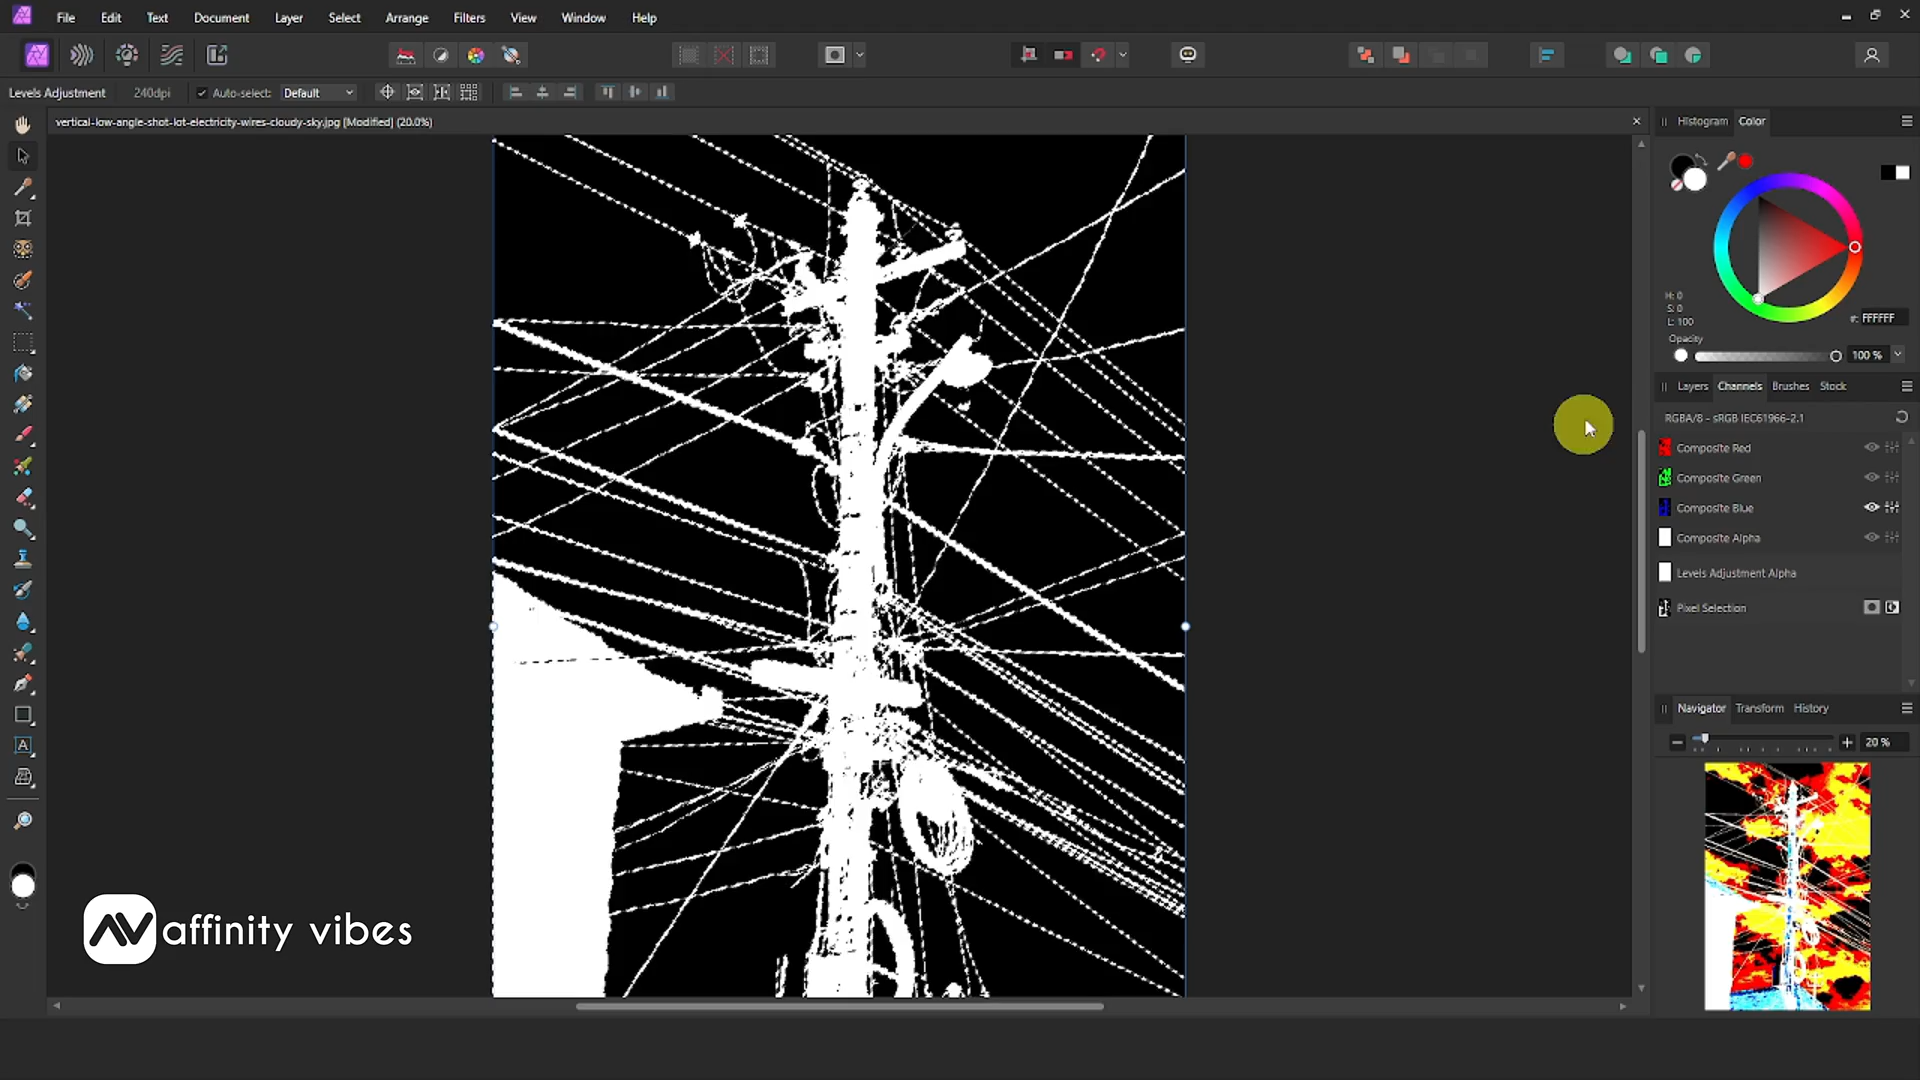 File Edit Text Document Layer Select Arrange Filters View Window Help
Levels Adjustment 240dpi Auto-select: Default
vertical-low-angle-shot-lot-electricity-wires-cloudy-sky.jpg [Modified] (20.0%)
Histogram Color
H: 0
S: 0
L: 100
#: FFFFFF
Opacity
100 %
Layers Channels Brushes Stock
RGBA/8 - sRGB IEC61966-2.1
Composite Red
Composite Green
Composite Blue
Composite Alpha
Levels Adjustment Alpha
Pixel Selection
Navigator Transform History
20 %
affinity vibes